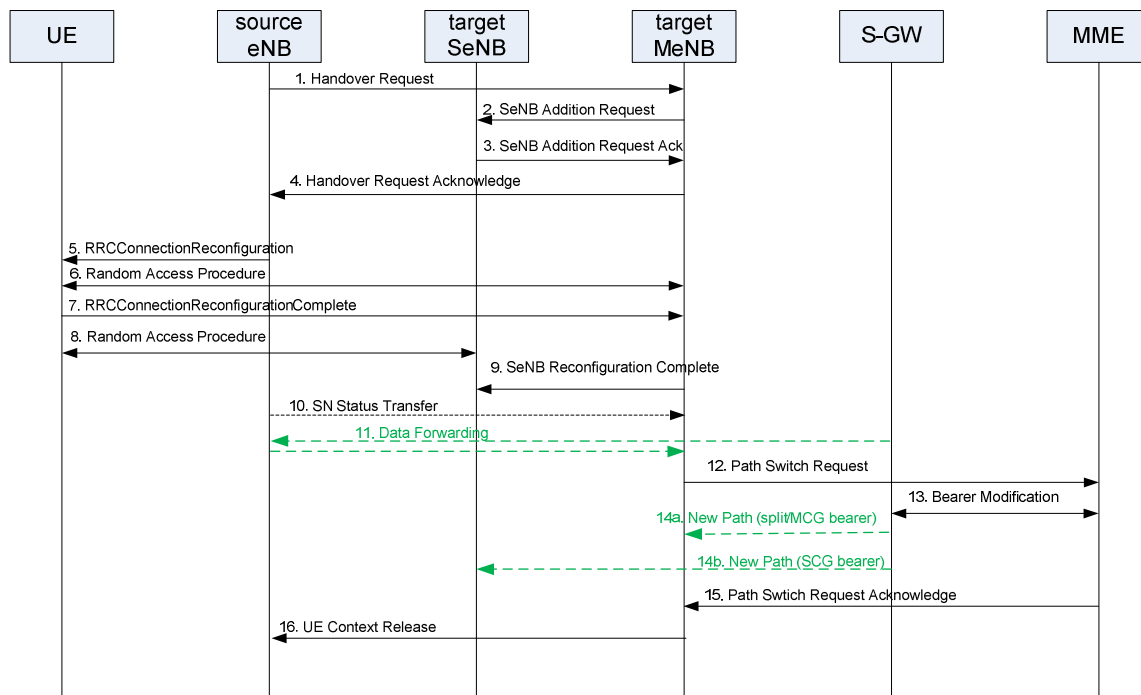 UE
source
eNB
target
SeNB
target
MeNB
S-GW
MME
1. Handover Request
2. SeNB Addition Request
3. SeNB Addition Request Ack
4. Handover Request Acknowledge
5. RRCConnectionReconfiguration
6. Random Access Procedure
7. RRCConnectionReconfigurationComplete
8. Random Access Procedure
9. SeNB Reconfiguration Complete
10. SN Status Transfer
11. Data Forwarding
12. Path Switch Request
13. Bearer Modification
14a. New Path (split/MCG bearer)
14b. New Path (SCG bearer)
15. Path Swtich Request Acknowledge
16. UE Context Release